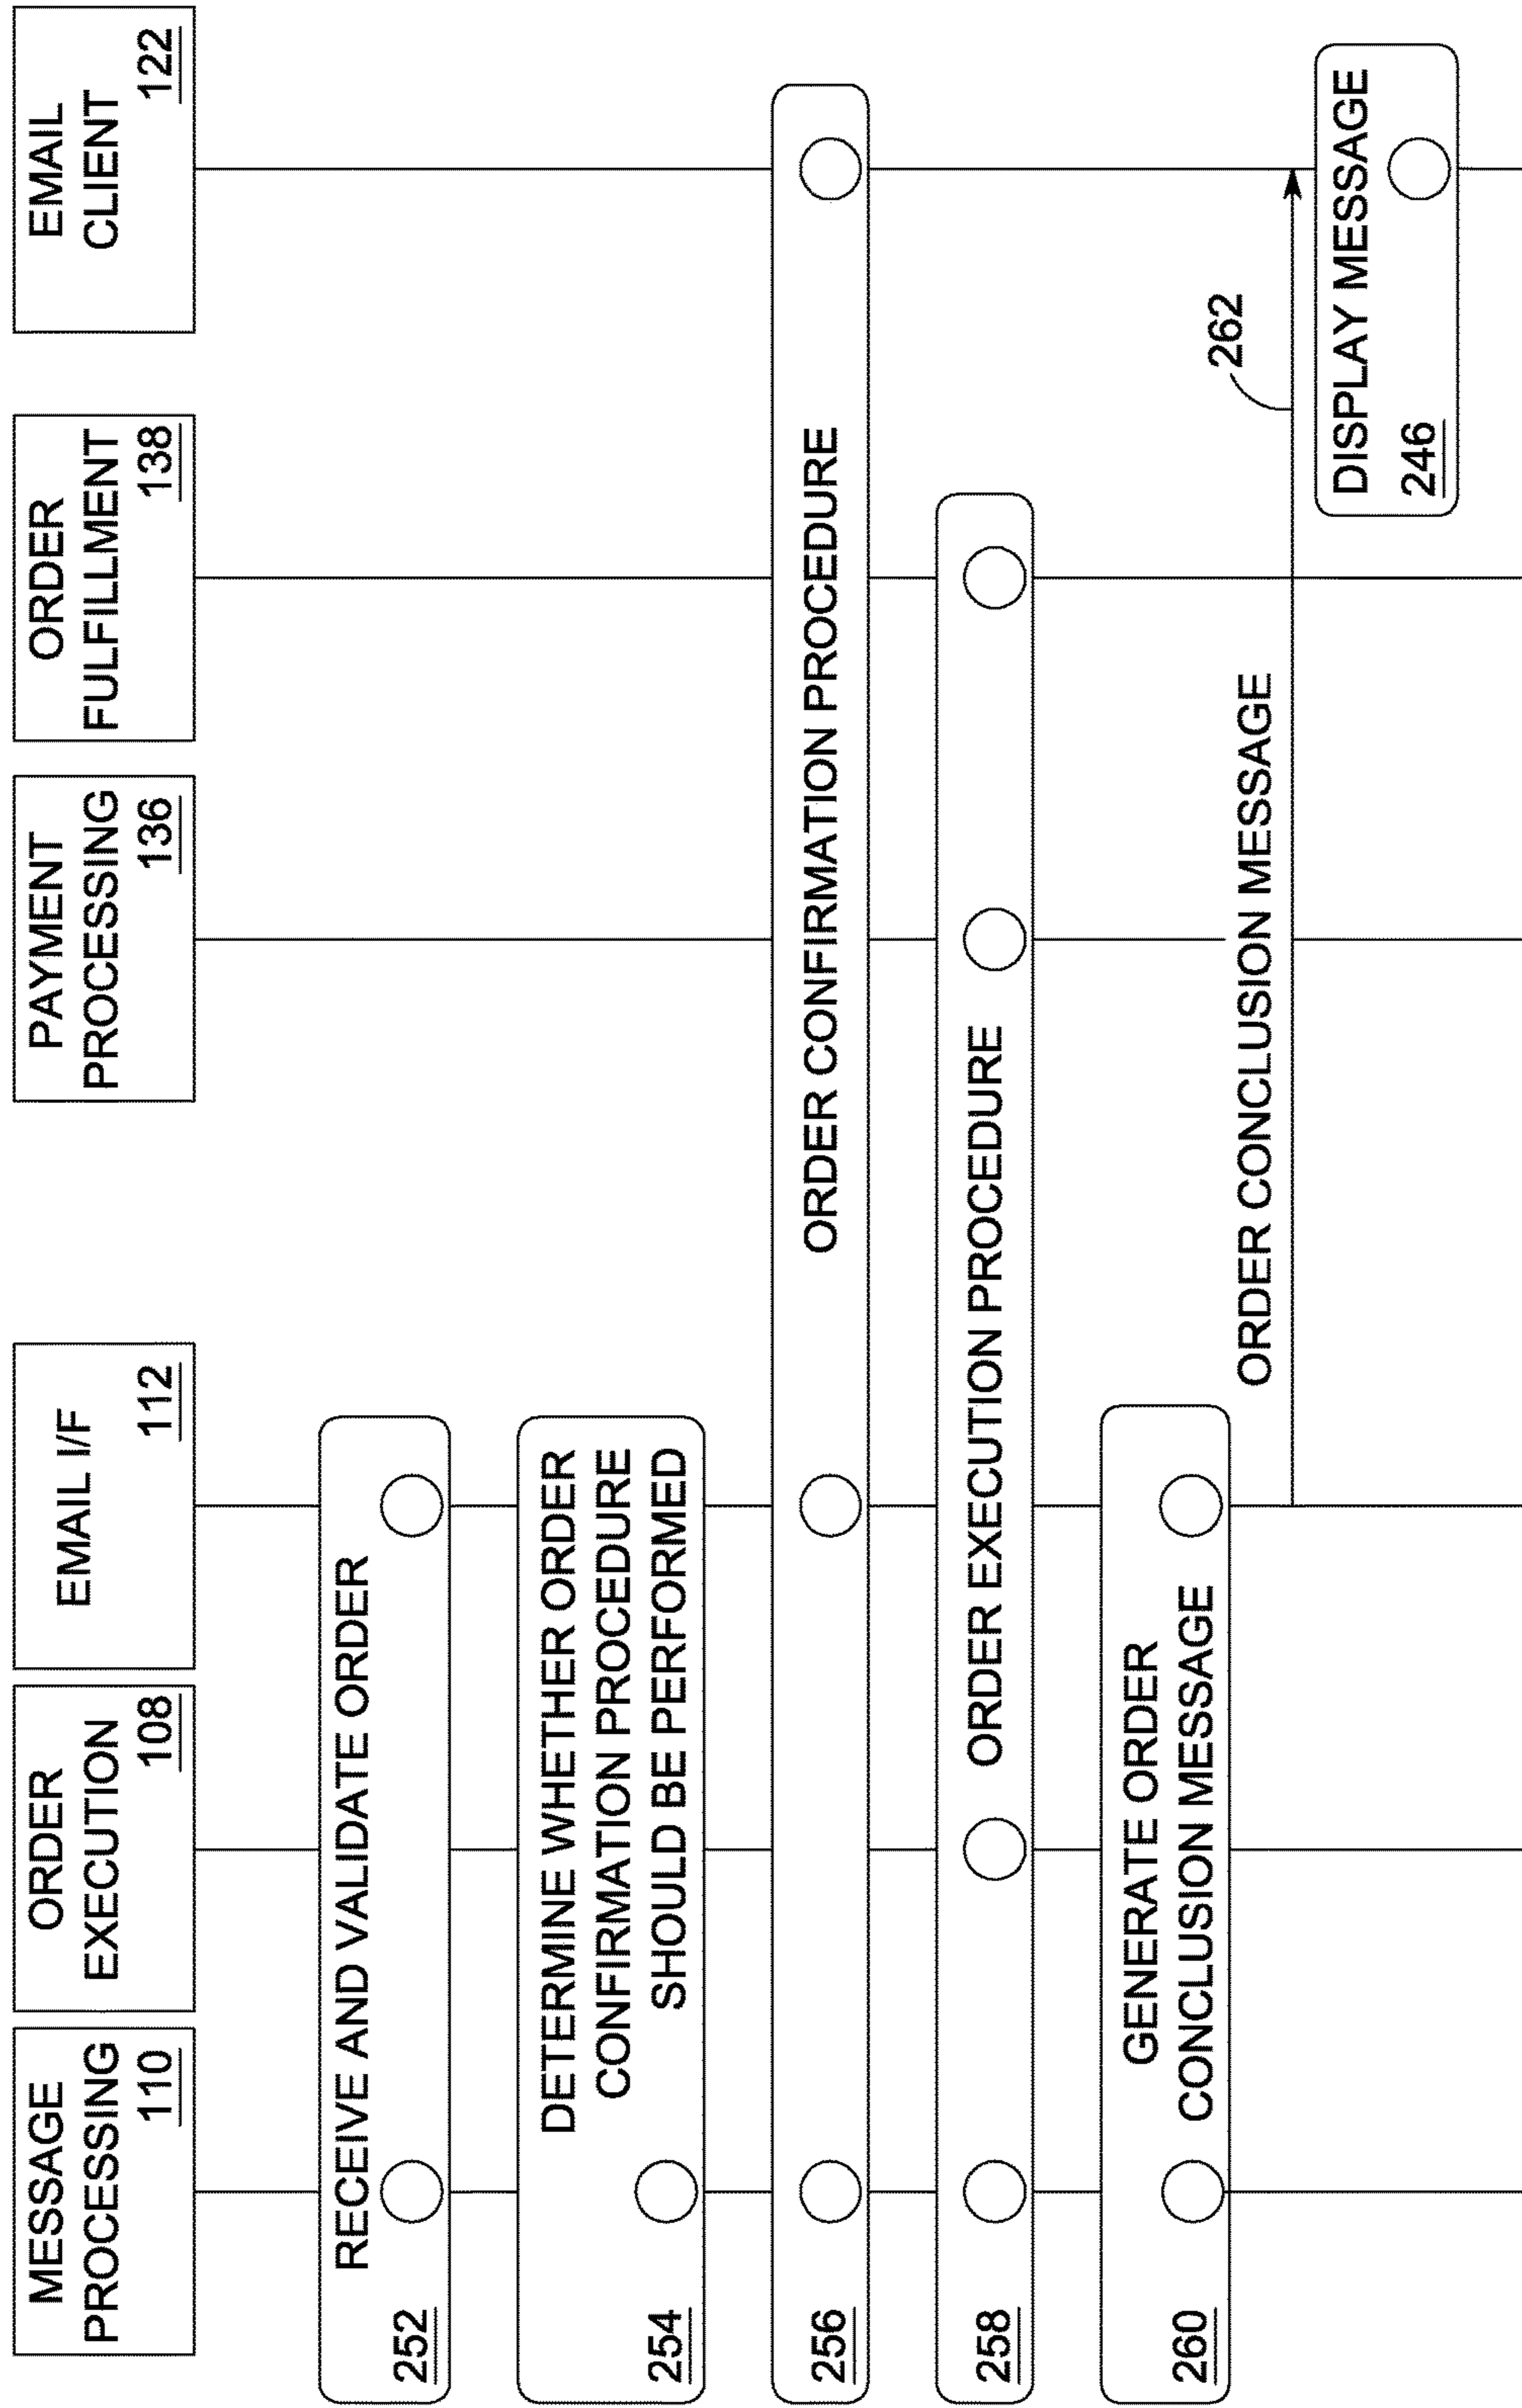 MESSAGE
PROCESSING
110
ORDER
EXECUTION
108
EMAIL I/F
112
PAYMENT
PROCESSING
136
ORDER
FULFILLMENT
138
EMAIL
CLIENT
122
RECEIVE AND VALIDATE ORDER
252
DETERMINE WHETHER ORDER
CONFIRMATION PROCEDURE
SHOULD BE PERFORMED
254
ORDER CONFIRMATION PROCEDURE
256
ORDER EXECUTION PROCEDURE
258
GENERATE ORDER
CONCLUSION MESSAGE
260
ORDER CONCLUSION MESSAGE
262
DISPLAY MESSAGE
246